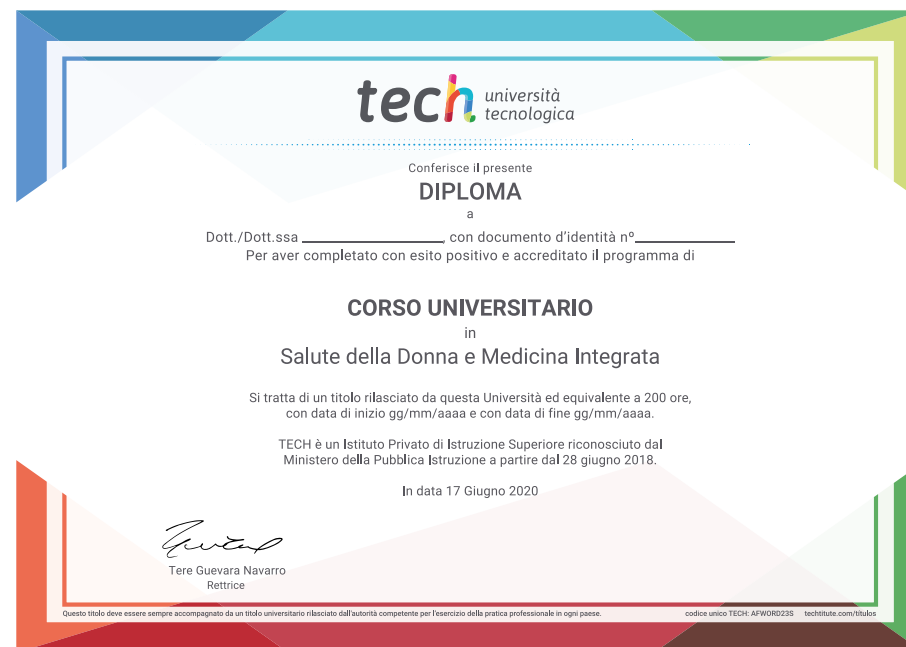 tech università
tecnologica
Conferisce il presente
DIPLOMA
a
Dott./Dott.ssa ____________________, con documento d'identità nº______________
Per aver completato con esito positivo e accreditato il programma di
CORSO UNIVERSITARIO
in
Salute della Donna e Medicina Integrata
Si tratta di un titolo rilasciato da questa Università ed equivalente a 200 ore,
con data di inizio gg/mm/aaaa e con data di fine gg/mm/aaaa.
TECH è un Istituto Privato di Istruzione Superiore riconosciuto dal
Ministero della Pubblica Istruzione a partire dal 28 giugno 2018.
In data 17 Giugno 2020
Tere Guevara Navarro
Rettrice
Questo titolo deve essere sempre accompagnato da un titolo universitario rilasciato dall'autorità competente per l'esercizio della pratica professionale in ogni paese. codice unico TECH: AFWORD23S techtitute.com/titulos